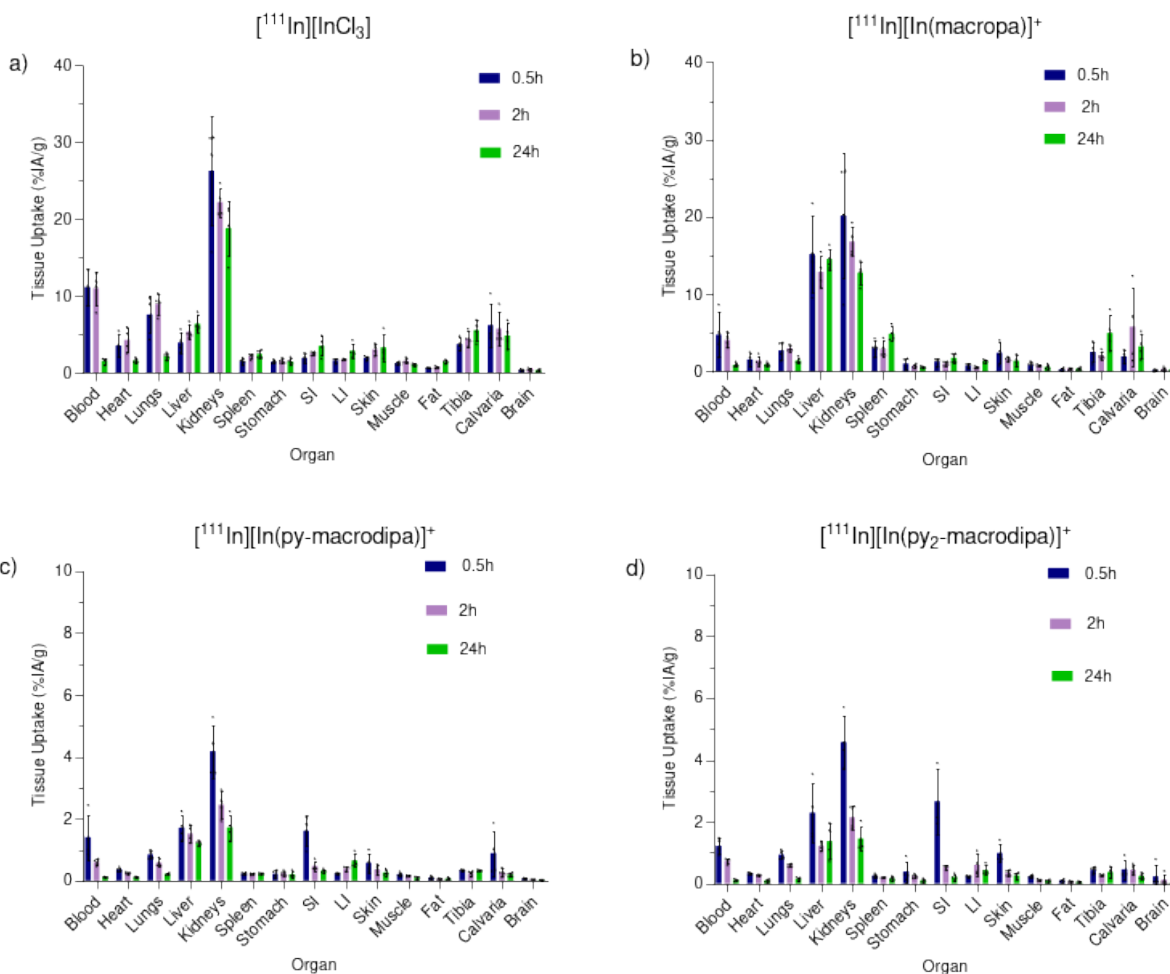 [¹¹¹In][InCl₃]
a)
Tissue Uptake (%IA/g)
40
30
20
10
0
0.5h
2h
24h
Blood
Heart
Lungs
Liver
Kidneys
Spleen
Stomach
SI
LI
Skin
Muscle
Fat
Tibia
Calvaria
Brain
Organ
[¹¹¹In][In(macropa)]⁺
b)
Tissue Uptake (%IA/g)
40
30
20
10
0
0.5h
2h
24h
Blood
Heart
Lungs
Liver
Kidneys
Spleen
Stomach
SI
LI
Skin
Muscle
Fat
Tibia
Calvaria
Brain
Organ
[¹¹¹In][In(py-macrodipa)]⁺
c)
Tissue Uptake (%IA/g)
10
8
6
4
2
0
0.5h
2h
24h
Blood
Heart
Lungs
Liver
Kidneys
Spleen
Stomach
SI
LI
Skin
Muscle
Fat
Tibia
Calvaria
Brain
Organ
[¹¹¹In][In(py₂-macrodipa)]⁺
d)
Tissue Uptake (%IA/g)
10
8
6
4
2
0
0.5h
2h
24h
Blood
Heart
Lungs
Liver
Kidneys
Spleen
Stomach
SI
LI
Skin
Muscle
Fat
Tibia
Calvaria
Brain
Organ